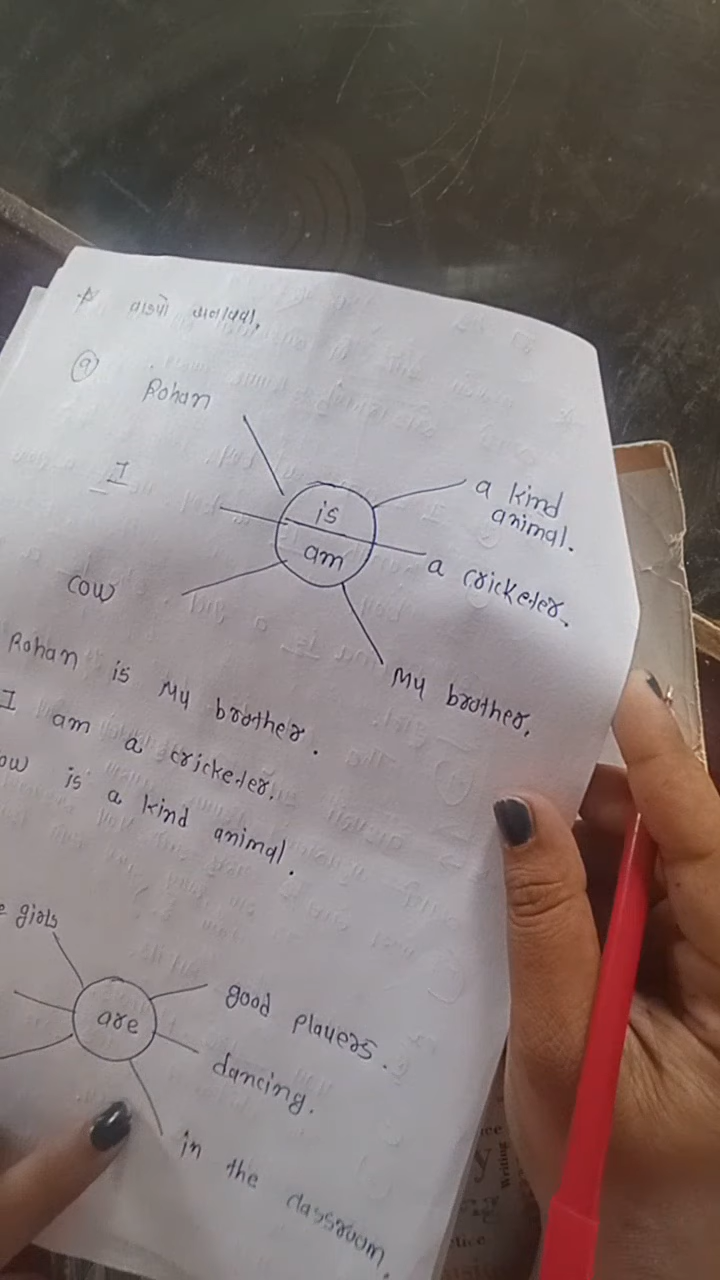 * वाक्यो बनावा.
(a)
Rohan
I
cow
is
am
a kind animal.
a cricketer.
My brother.
Rohan is My brother.
I am a cricketer.
ow is a kind animal.
e girls
are
good players.
dancing.
in the classroom.